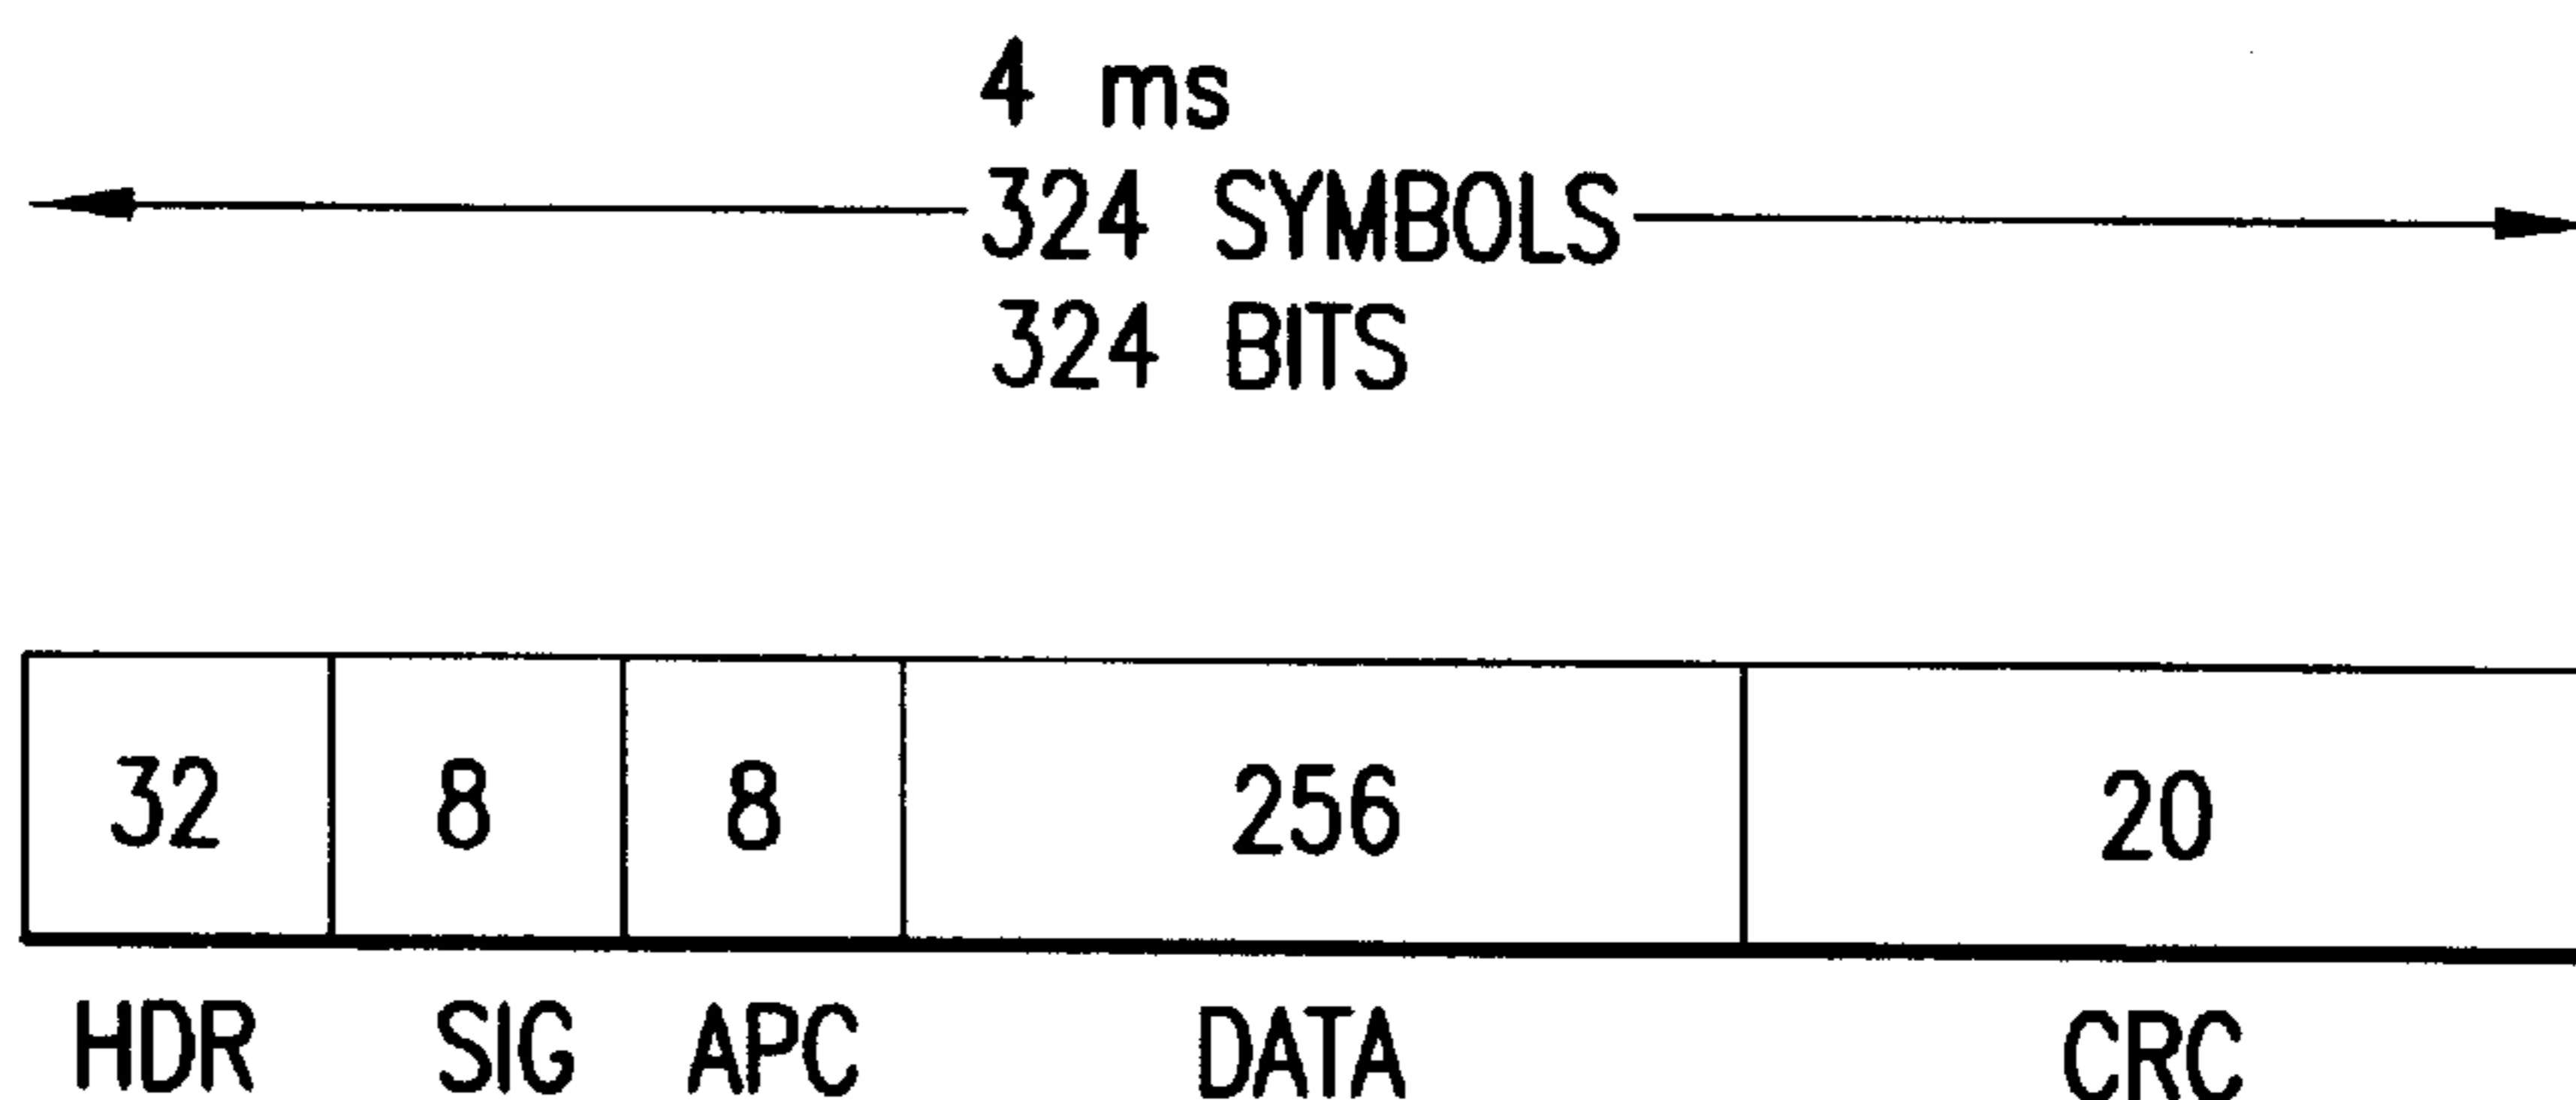 4 ms
324 SYMBOLS
324 BITS
32 8 8 256 20
HDR SIG APC DATA CRC